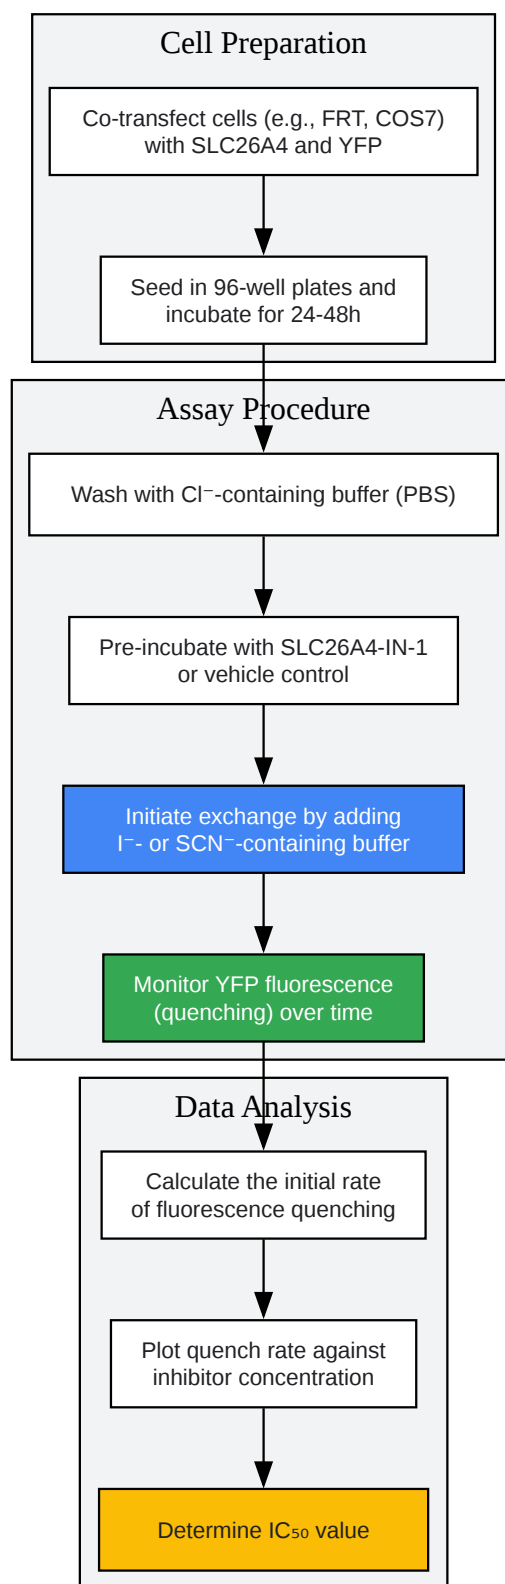 Cell Preparation
Co-transfect cells (e.g., FRT, COS7)
with SLC26A4 and YFP
Seed in 96-well plates and
incubate for 24-48h
Assay Procedure
Wash with Cl⁻-containing buffer (PBS)
Pre-incubate with SLC26A4-IN-1
or vehicle control
Initiate exchange by adding
I⁻- or SCN⁻-containing buffer
Monitor YFP fluorescence
(quenching) over time
Data Analysis
Calculate the initial rate
of fluorescence quenching
Plot quench rate against
inhibitor concentration
Determine IC₅₀ value